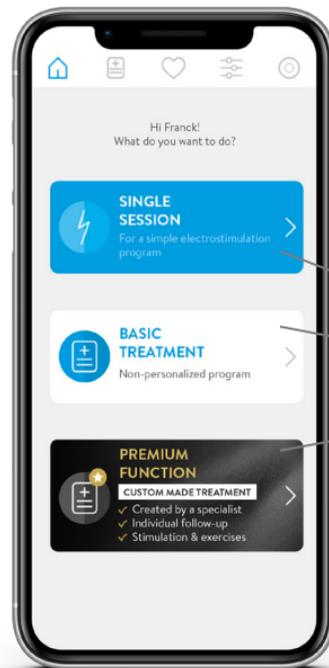 Hi Franck!
What do you want to do?
SINGLE
SESSION
For a simple electrostimulation
program
BASIC
TREATMENT
Non-personalized program
PREMIUM
FUNCTION
CUSTOM MADE TREATMENT
Created by a specialist
Individual follow-up
Stimulation & exercises